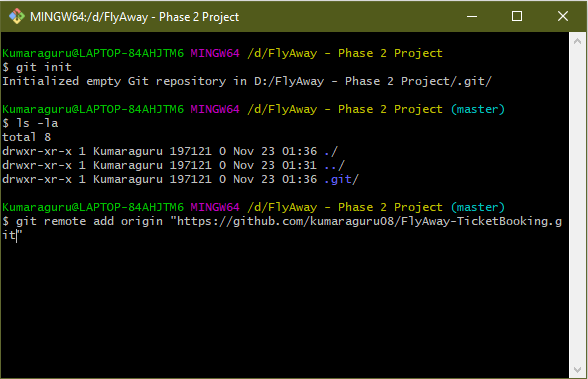 MINGW64:/d/FlyAway - Phase 2 Project
Kumaraguru@LAPTOP-84AHJTM6 MINGW64 /d/FlyAway - Phase 2 Project
$ git init
Initialized empty Git repository in D:/FlyAway - Phase 2 Project/.git/
Kumaraguru@LAPTOP-84AHJTM6 MINGW64 /d/FlyAway - Phase 2 Project (master)
$ ls -la
total 8
drwxr-xr-x 1 Kumaraguru 197121 0 Nov 23 01:36 ./
drwxr-xr-x 1 Kumaraguru 197121 0 Nov 23 01:31 ../
drwxr-xr-x 1 Kumaraguru 197121 0 Nov 23 01:36 .git/
Kumaraguru@LAPTOP-84AHJTM6 MINGW64 /d/FlyAway - Phase 2 Project (master)
$ git remote add origin "https://github.com/kumaraguru08/FlyAway-TicketBooking.g
it"